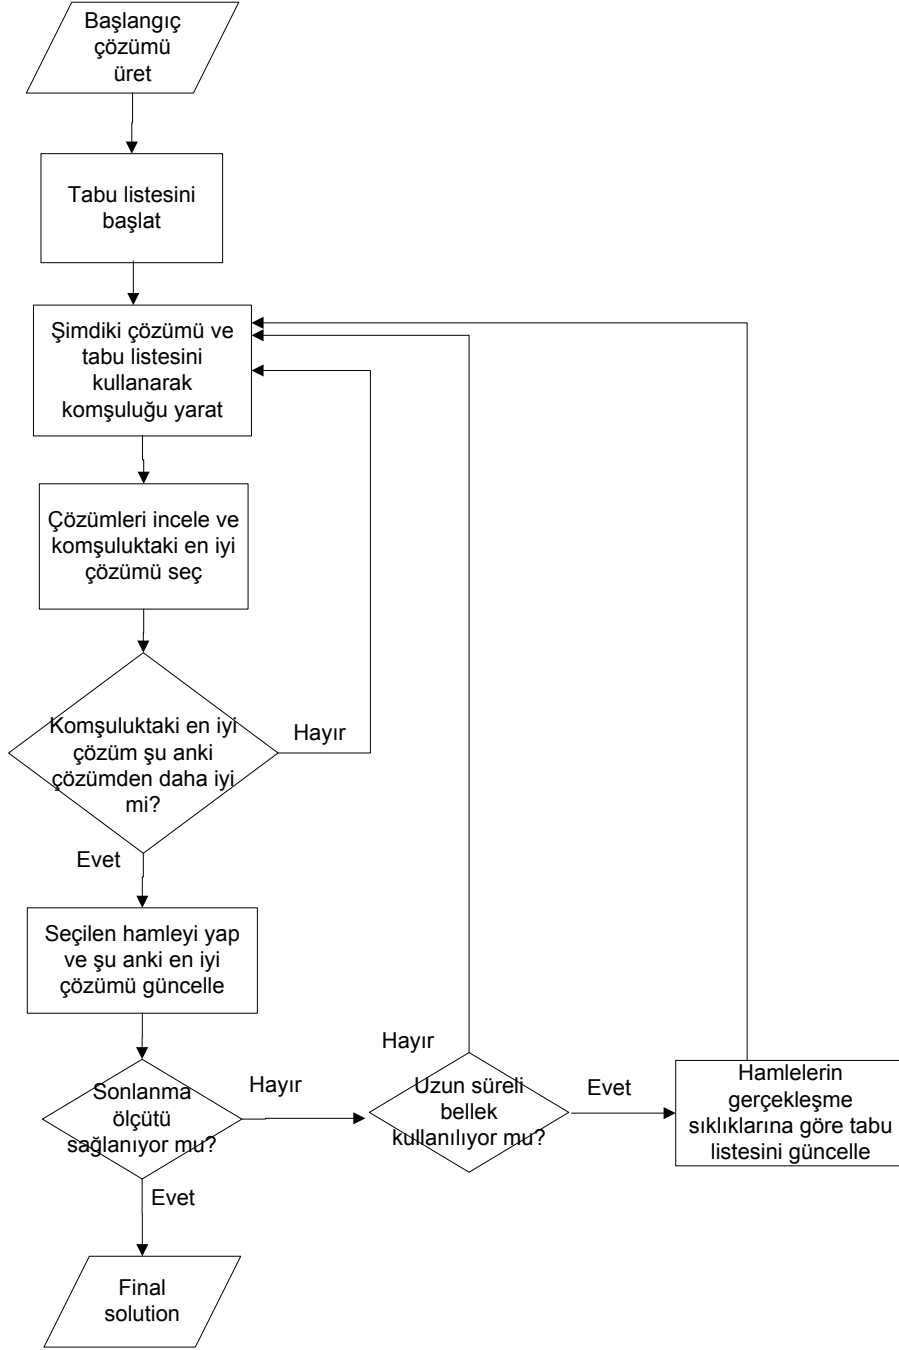 Başlangıç
çözümü
üret
Tabu listesini
başlat
Şimdiki çözümü ve
tabu listesini
kullanarak
komşuluğu yarat
Çözümleri incele ve
komşuluktaki en iyi
çözümü seç
Komşuluktaki en iyi
çözüm şu anki
çözümden daha iyi
mi?
Hayır
Evet
Seçilen hamleyi yap
ve şu anki en iyi
çözümü güncelle
Sonlanma
ölçütü
sağlanıyor mu?
Hayır
Evet
Uzun süreli
bellek
kullanılıyor mu?
Hayır
Evet
Hamlelerin
gerçekleşme
sıklıklarına göre tabu
listesini güncelle
Final
solution